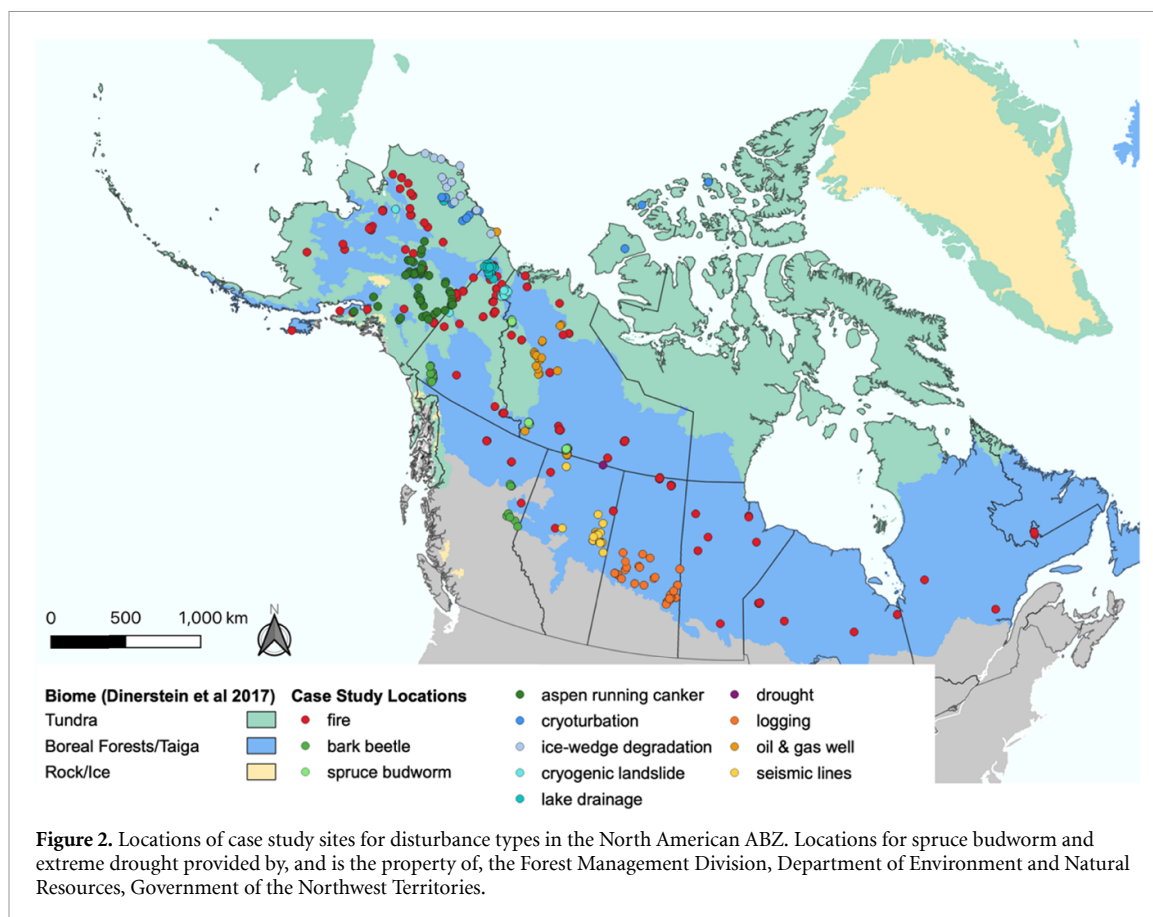 N
0 500 1,000 km
Biome (Dinerstein et al 2017)
Tundra
Boreal Forests/Taiga
Rock/Ice
Case Study Locations
fire
bark beetle
spruce budworm
aspen running canker
cryoturbation
ice-wedge degradation
cryogenic landslide
lake drainage
drought
logging
oil & gas well
seismic lines
Figure 2. Locations of case study sites for disturbance types in the North American ABZ. Locations for spruce budworm and
extreme drought provided by, and is the property of, the Forest Management Division, Department of Environment and Natural
Resources, Government of the Northwest Territories.